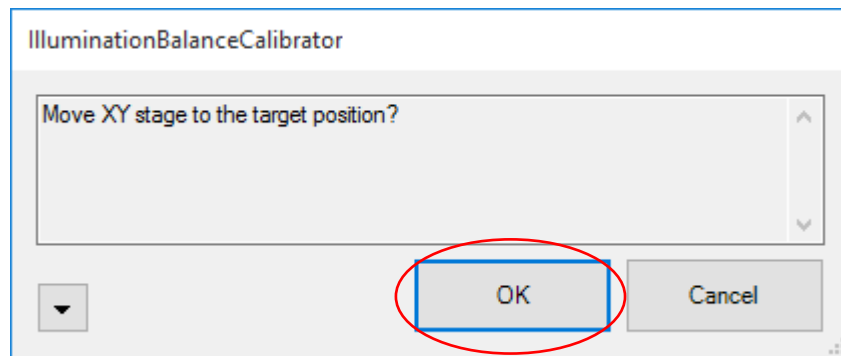 IlluminationBalanceCalibrator
Move XY stage to the target position?
OK
Cancel